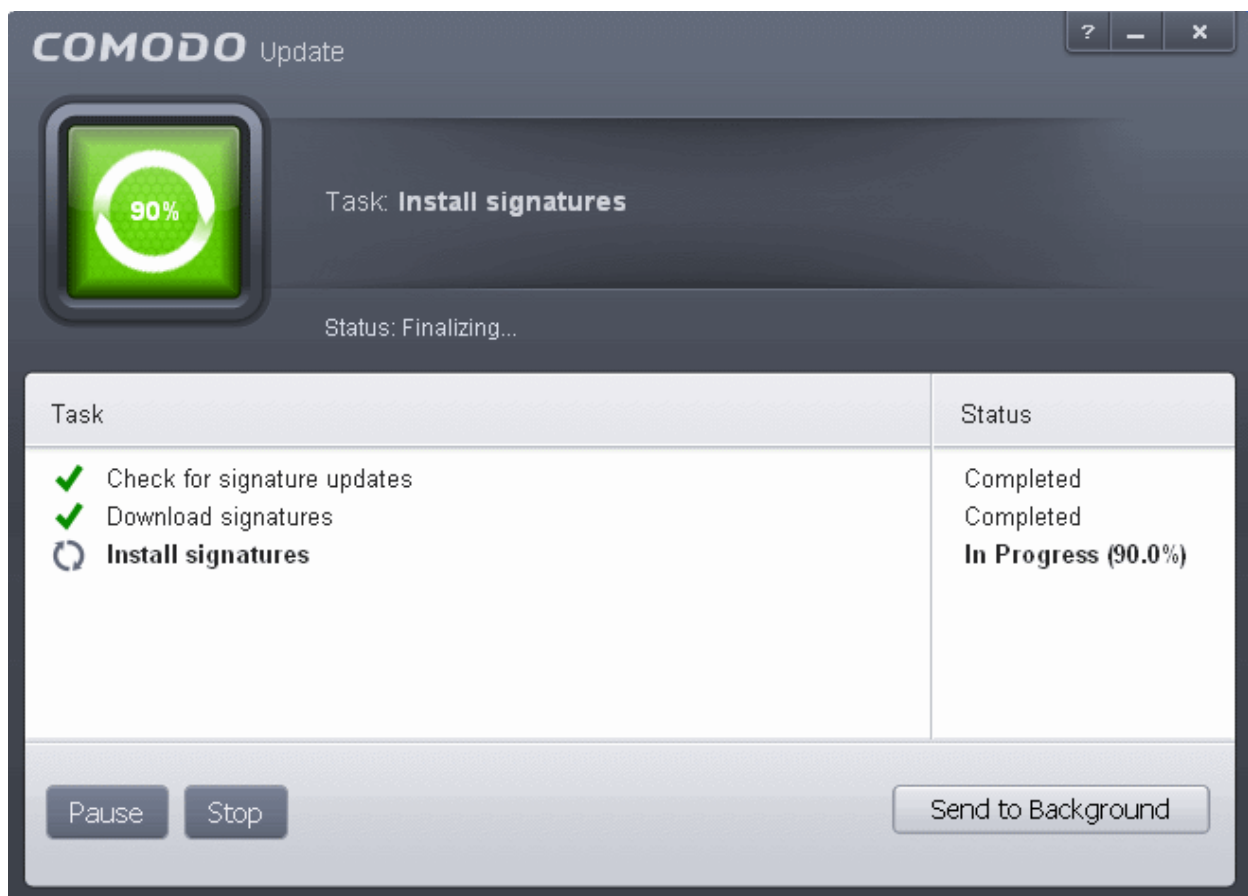 COMODO Update
?
90%
Task: Install signatures
Status: Finalizing...
Task Status
Check for signature updates Completed
Download signatures Completed
Install signatures In Progress (90.0%)
Pause Stop Send to Background